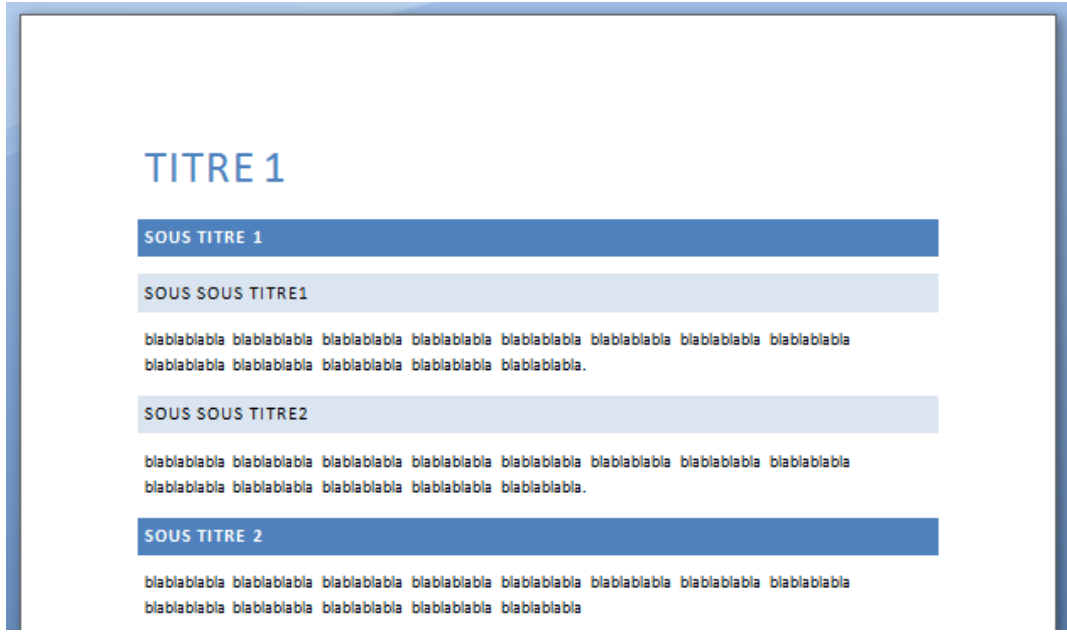 TITRE 1
SOUS TITRE 1
SOUS SOUS TITRE1
blablablabla blablablabla blablablabla blablablabla blablablabla blablablabla blablablabla blablablabla
blablablabla blablablabla blablablabla blablablabla blablablabla.
SOUS SOUS TITRE2
blablablabla blablablabla blablablabla blablablabla blablablabla blablablabla blablablabla blablablabla
blablablabla blablablabla blablablabla blablablabla blablablabla.
SOUS TITRE 2
blablablabla blablablabla blablablabla blablablabla blablablabla blablablabla blablablabla blablablabla
blablablabla blablablabla blablablabla blablablabla blablablabla